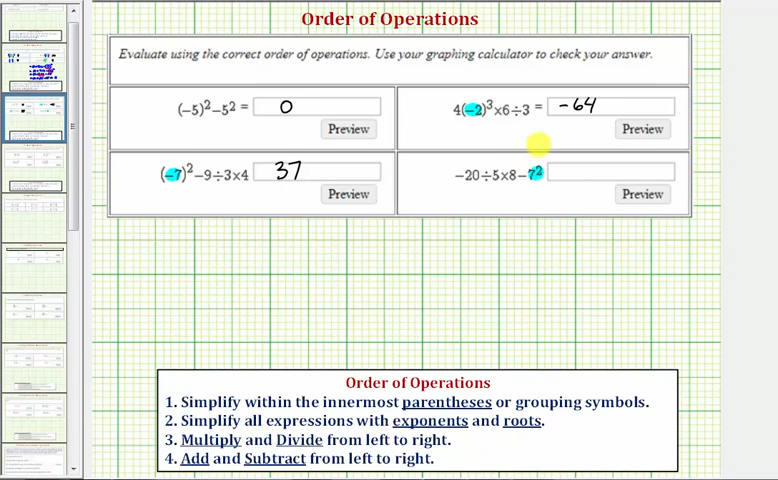 Order of Operations
Evaluate using the correct order of operations. Use your graphing calculator to check your answer.
(−5)²−5² = 0
Preview
4(−2)³×6÷3 = −64
Preview
(−7)²−9÷3×4 37
Preview
−20÷5×8−7²
Preview
Order of Operations
1. Simplify within the innermost parentheses or grouping symbols.
2. Simplify all expressions with exponents and roots.
3. Multiply and Divide from left to right.
4. Add and Subtract from left to right.